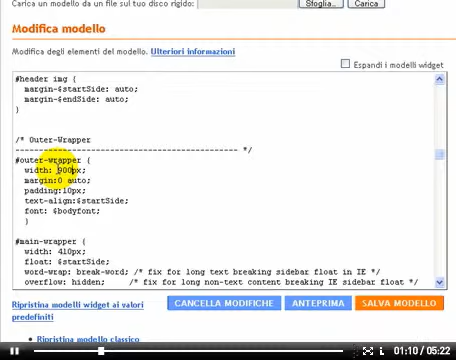 Carica un modello da un file sul tuo disco rigido:
Sfoglia...
Carica
Modifica modello
Modifica degli elementi del modello. Ulteriori informazioni
Espandi i modelli widget
#header img {
margin-$startSide: auto;
margin-$endSide: auto;
}
/* Outer-Wrapper
----------------------------------------------- */
#outer-wrapper {
width: 900px;
margin:0 auto;
padding:10px;
text-align:$startSide;
font: $bodyfont;
}
#main-wrapper {
width: 410px;
float: $startSide;
word-wrap: break-word; /* fix for long text breaking sidebar float in IE */
overflow: hidden; /* fix for long non-text content breaking IE sidebar float */
Ripristina modelli widget ai valori
predefiniti
CANCELLA MODIFICHE
ANTEPRIMA
SALVA MODELLO
Ripristina modello classico
01:10 / 05:22